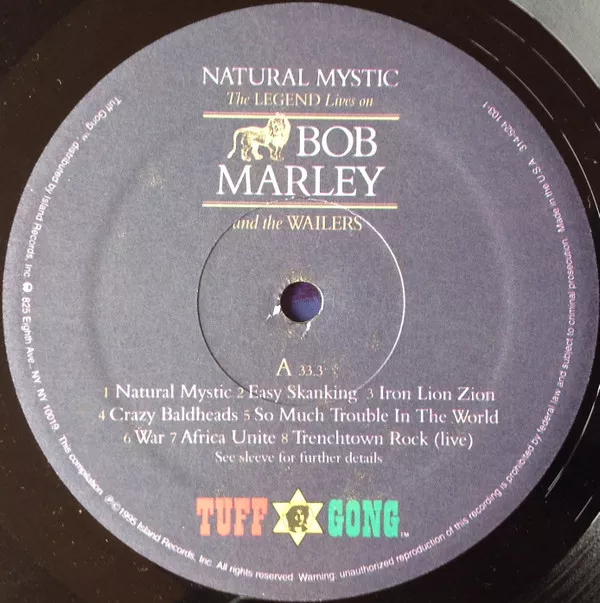 NATURAL MYSTIC
The LEGEND Lives on
BOB
MARLEY
and the WAILERS
A 33.3
1 Natural Mystic 2 Easy Skanking 3 Iron Lion Zion
4 Crazy Baldheads 5 So Much Trouble In The World
6 War 7 Africa Unite 8 Trenchtown Rock (live)
See sleeve for further details
TUFF GONG™
Tuff Gong™ distributed by Island Records, Inc. ● 825 Eighth Ave., NY NY 10019. This compilation ℗©1995 Island Records, Inc. All rights reserved. Warning: unauthorized reproduction of this recording is prohibited by federal law and subject to criminal prosecution. Made in the U.S.A. 314-524 103-1